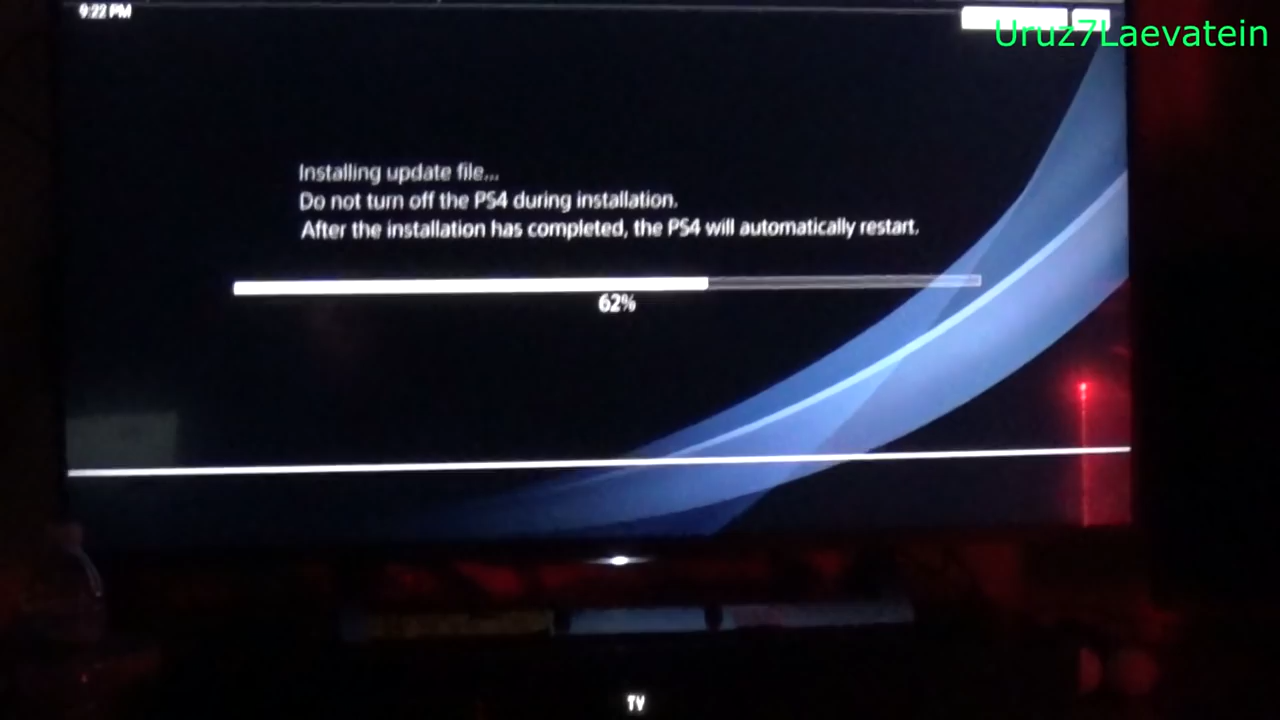 9:22 PM
Uruz7Laevatein
Installing update file...
Do not turn off the PS4 during installation.
After the installation has completed, the PS4 will automatically restart.
62%
TV